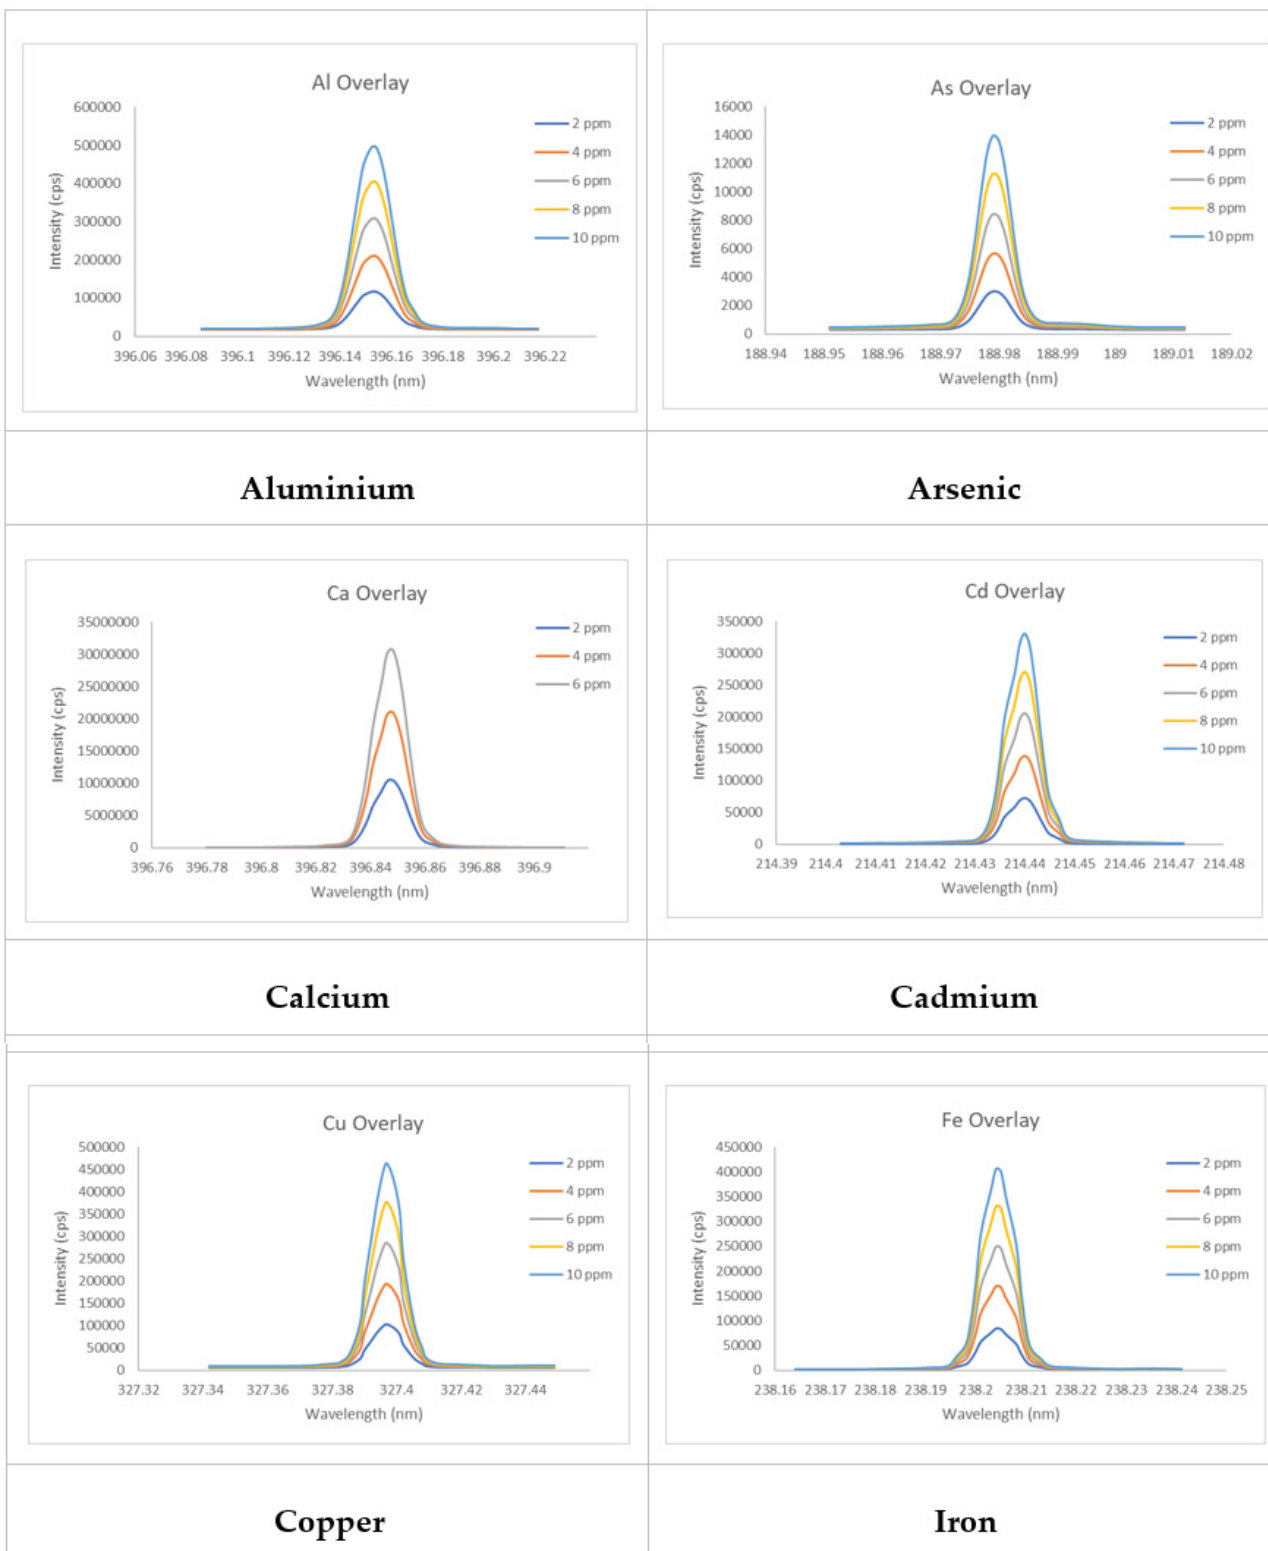 Al Overlay
600000
500000
400000
300000
200000
100000
0
Intensity (cps)
396.06 396.08 396.1 396.12 396.14 396.16 396.18 396.2 396.22
Wavelength (nm)
2 ppm
4 ppm
6 ppm
8 ppm
10 ppm
As Overlay
16000
14000
12000
10000
8000
6000
4000
2000
0
Intensity (cps)
188.94 188.95 188.96 188.97 188.98 188.99 189 189.01 189.02
Wavelength (nm)
2 ppm
4 ppm
6 ppm
8 ppm
10 ppm
Aluminium
Arsenic
Ca Overlay
35000000
30000000
25000000
20000000
15000000
10000000
5000000
0
Intensity (cps)
396.76 396.78 396.8 396.82 396.84 396.86 396.88 396.9
Wavelength (nm)
2 ppm
4 ppm
6 ppm
Cd Overlay
350000
300000
250000
200000
150000
100000
50000
0
Intensity (cps)
214.39 214.4 214.41 214.42 214.43 214.44 214.45 214.46 214.47 214.48
Wavelength (nm)
2 ppm
4 ppm
6 ppm
8 ppm
10 ppm
Calcium
Cadmium
Cu Overlay
500000
450000
400000
350000
300000
250000
200000
150000
100000
50000
0
Intensity (cps)
327.32 327.34 327.36 327.38 327.4 327.42 327.44
Wavelength (nm)
2 ppm
4 ppm
6 ppm
8 ppm
10 ppm
Fe Overlay
450000
400000
350000
300000
250000
200000
150000
100000
50000
0
Intensity (cps)
238.16 238.17 238.18 238.19 238.2 238.21 238.22 238.23 238.24 238.25
Wavelength (nm)
2 ppm
4 ppm
6 ppm
8 ppm
10 ppm
Copper
Iron